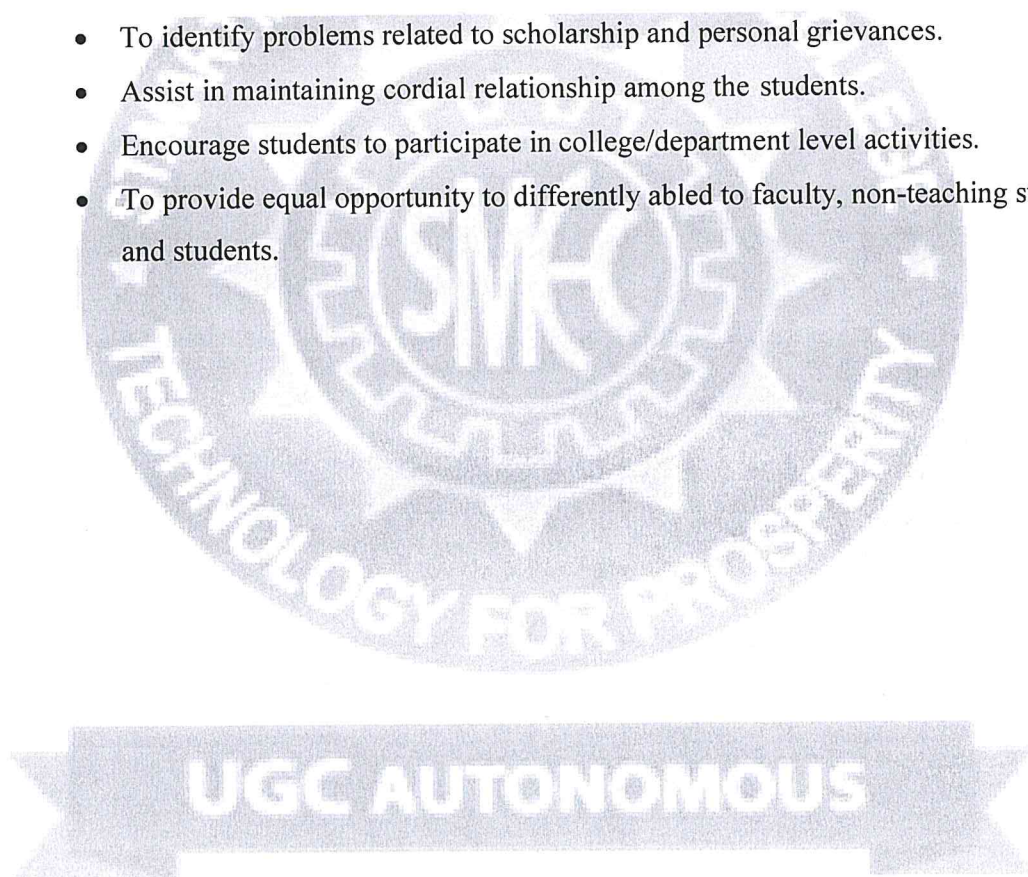 • To identify problems related to scholarship and personal grievances.
• Assist in maintaining cordial relationship among the students.
• Encourage students to participate in college/department level activities.
• To provide equal opportunity to differently abled to faculty, non-teaching
and students.
SMEC
TECHNOLOGY FOR PROSPERITY
UGC AUTONOMOUS